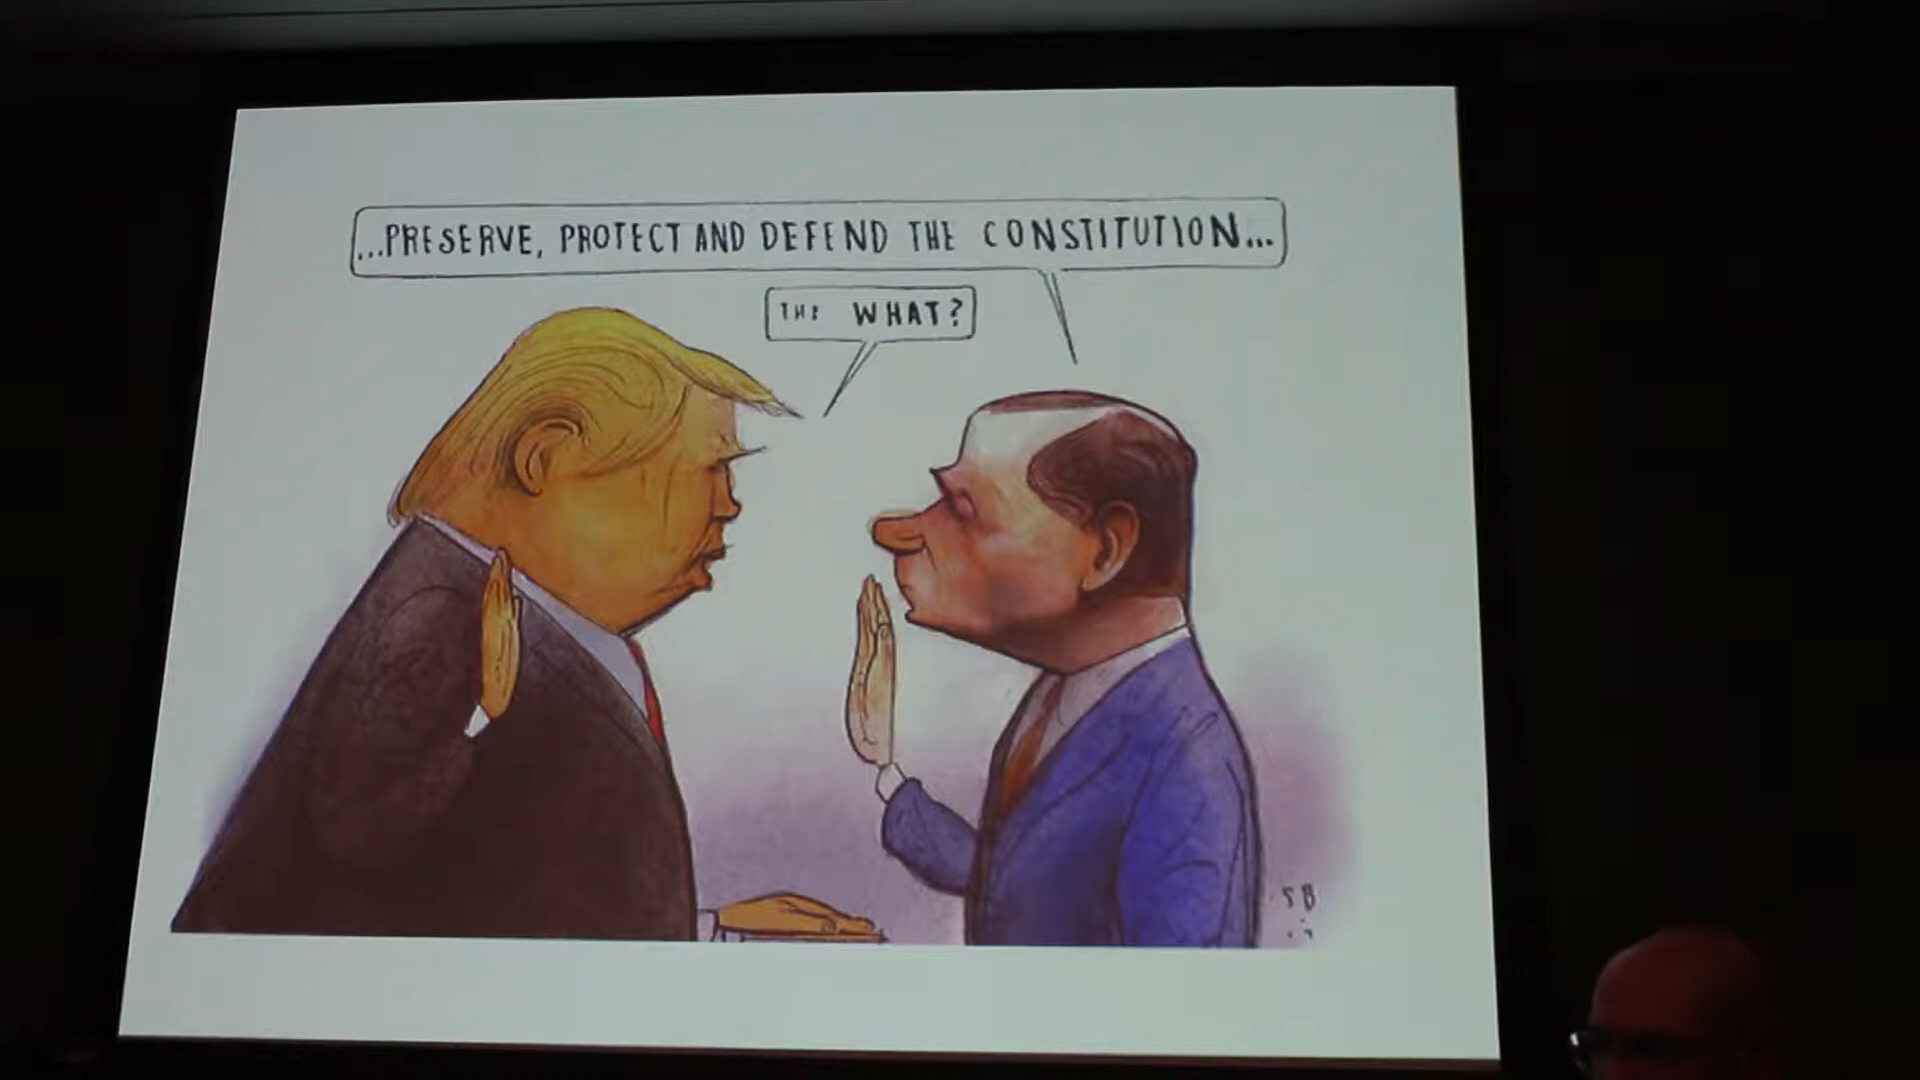 ...PRESERVE, PROTECT AND DEFEND THE CONSTITUTION...
THE WHAT?
SB